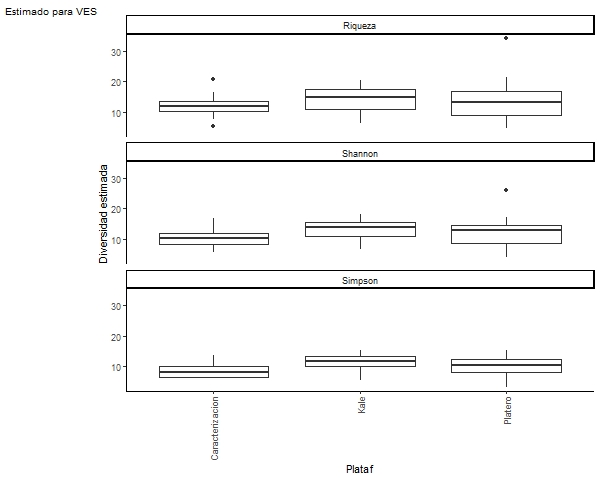 Estimado para VES
Riqueza
30
20
10
Shannon
30
20
10
Diversidad estimada
Simpson
30
20
10
Caracterizacion
Kale
Platero
Plataf